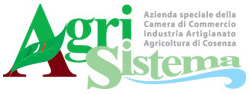 Agri
Sistema
Azienda speciale della
Camera di Commercio
Industria Artigianato
Agricoltura di Cosenza